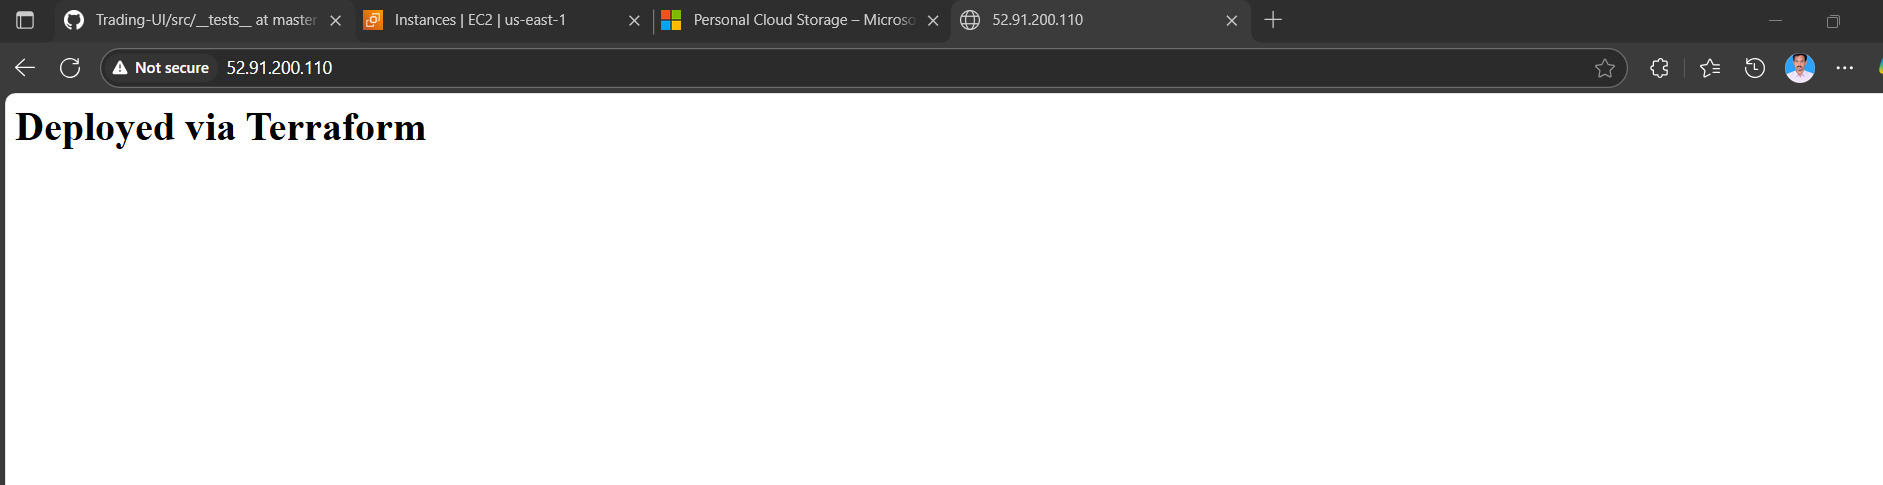 Trading-UI/src/__tests__ at master
Instances | EC2 | us-east-1
Personal Cloud Storage – Microso
52.91.200.110
Not secure
52.91.200.110
Deployed via Terraform